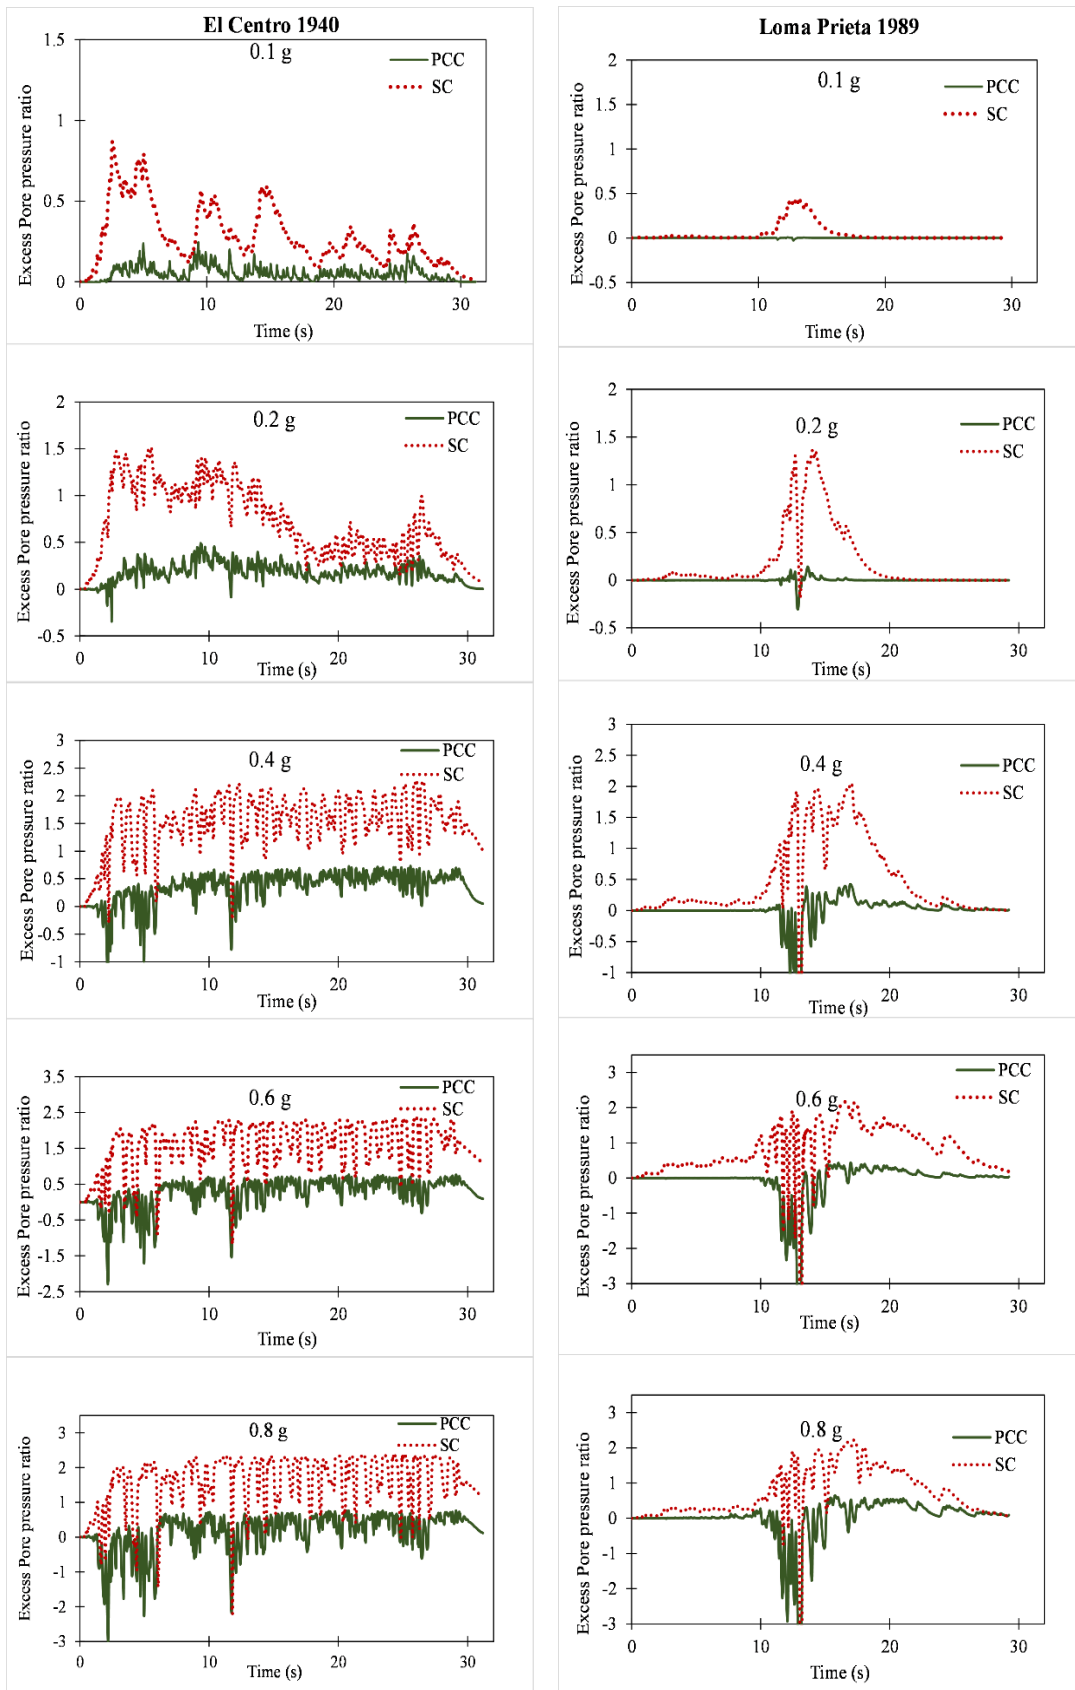 El Centro 1940
0.1 g
PCC
SC
1.5
1
0.5
0
0 10 20 30
Excess Pore pressure ratio
Time (s)
0.2 g
PCC
SC
2
1.5
1
0.5
0
-0.5
0 10 20 30
Excess Pore pressure ratio
Time (s)
0.4 g
PCC
SC
3
2.5
2
1.5
1
0.5
0
-0.5
-1
0 10 20 30
Excess Pore pressure ratio
Time (s)
0.6 g
PCC
SC
3.5
2.5
1.5
0.5
-0.5
-1.5
-2.5
0 10 20 30
Excess Pore pressure ratio
Time (s)
0.8 g
PCC
SC
3
2
1
0
-1
-2
-3
0 10 20 30
Excess Pore pressure ratio
Time (s)
Loma Prieta 1989
0.1 g
PCC
SC
2
1.5
1
0.5
0
-0.5
0 10 20 30
Excess Pore pressure ratio
Time (s)
0.2 g
PCC
SC
2
1.5
1
0.5
0
-0.5
0 10 20 30
Excess Pore pressure ratio
Time (s)
0.4 g
PCC
SC
3
2.5
2
1.5
1
0.5
0
-0.5
-1
0 10 20 30
Excess Pore pressure ratio
Time (s)
0.6 g
PCC
SC
3
2
1
0
-1
-2
-3
0 10 20 30
Excess Pore pressure ratio
Time (s)
0.8 g
PCC
SC
3
2
1
0
-1
-2
-3
0 10 20 30
Excess Pore pressure ratio
Time (s)